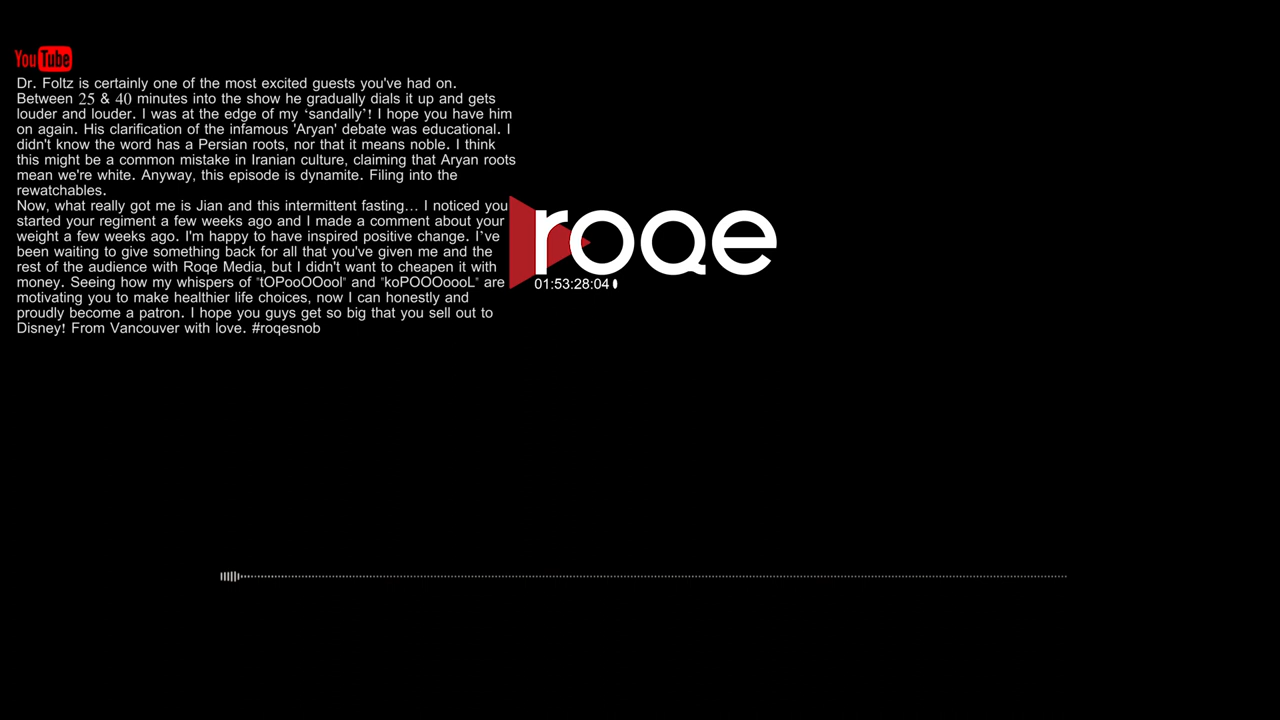 YouTube
Dr. Foltz is certainly one of the most excited guests you've had on.
Between 25 & 40 minutes into the show he gradually dials it up and gets
louder and louder. I was at the edge of my ‘sandally’! I hope you have him
on again. His clarification of the infamous 'Aryan' debate was educational. I
didn't know the word has a Persian roots, nor that it means noble. I think
this might be a common mistake in Iranian culture, claiming that Aryan roots
mean we're white. Anyway, this episode is dynamite. Filing into the
rewatchables.
Now, what really got me is Jian and this intermittent fasting… I noticed you
started your regiment a few weeks ago and I made a comment about your
weight a few weeks ago. I'm happy to have inspired positive change. I’ve
been waiting to give something back for all that you've given me and the
rest of the audience with Roqe Media, but I didn't want to cheapen it with
money. Seeing how my whispers of "tOPooOOool" and "koPOOOoooL" are
motivating you to make healthier life choices, now I can honestly and
proudly become a patron. I hope you guys get so big that you sell out to
Disney! From Vancouver with love. #roqesnob
roqe
01:53:28:04